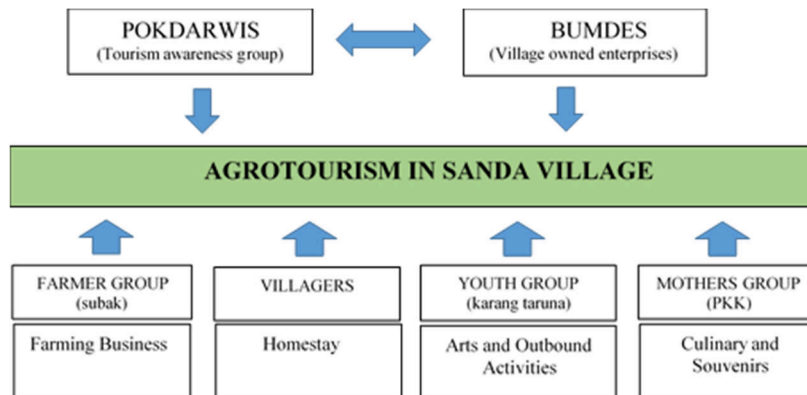 POKDARWIS
(Tourism awareness group)
BUMDES
(Village owned enterprises)
AGROTOURISM IN SANDA VILLAGE
FARMER GROUP
(subak)
VILLAGERS
YOUTH GROUP
(karang taruna)
MOTHERS GROUP
(PKK)
Farming Business
Homestay
Arts and Outbound
Activities
Culinary and
Souvenirs